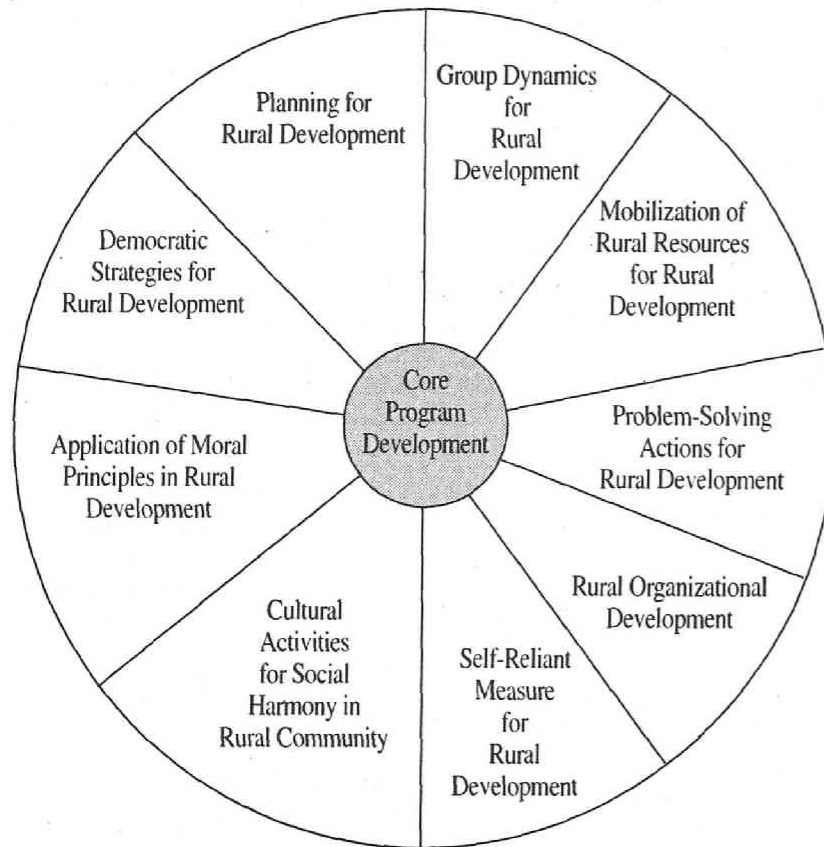 Planning for
Rural Development
Group Dynamics
for
Rural
Development
Mobilization of
Rural Resources
for Rural
Development
Problem-Solving
Actions for
Rural Development
Rural Organizational
Development
Self-Reliant
Measure
for
Rural
Development
Cultural
Activities
for Social
Harmony in
Rural Community
Application of Moral
Principles in Rural
Development
Democratic
Strategies for
Rural Development
Core
Program
Development